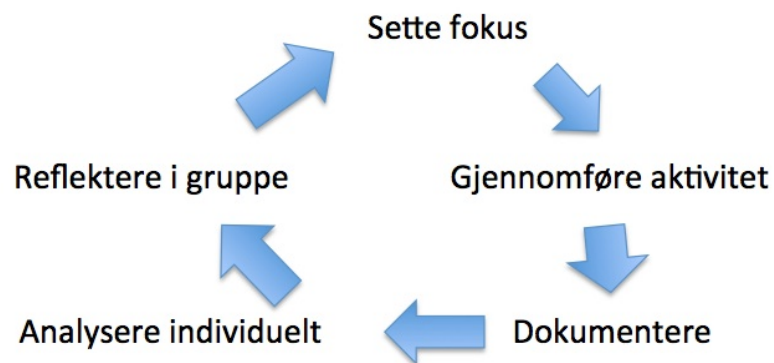 Sette fokus
Gjennomføre aktivitet
Dokumentere
Analysere individuelt
Reflektere i gruppe